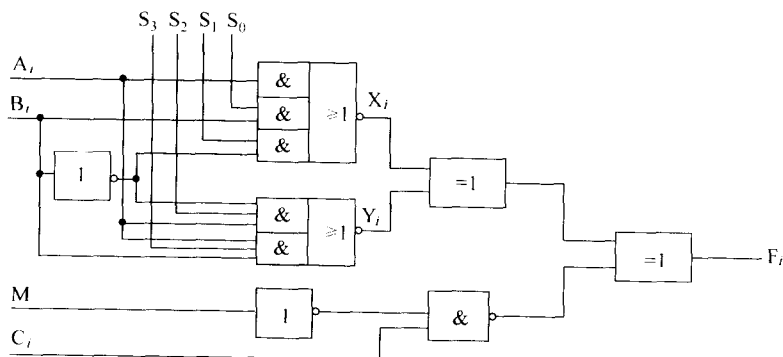 S₃ S₂ S₁ S₀
Aᵢ
&
Bᵢ
&
≥1
Xᵢ
&
1
=1
&
≥1
Yᵢ
&
=1
Fᵢ
M
1
&
Cᵢ